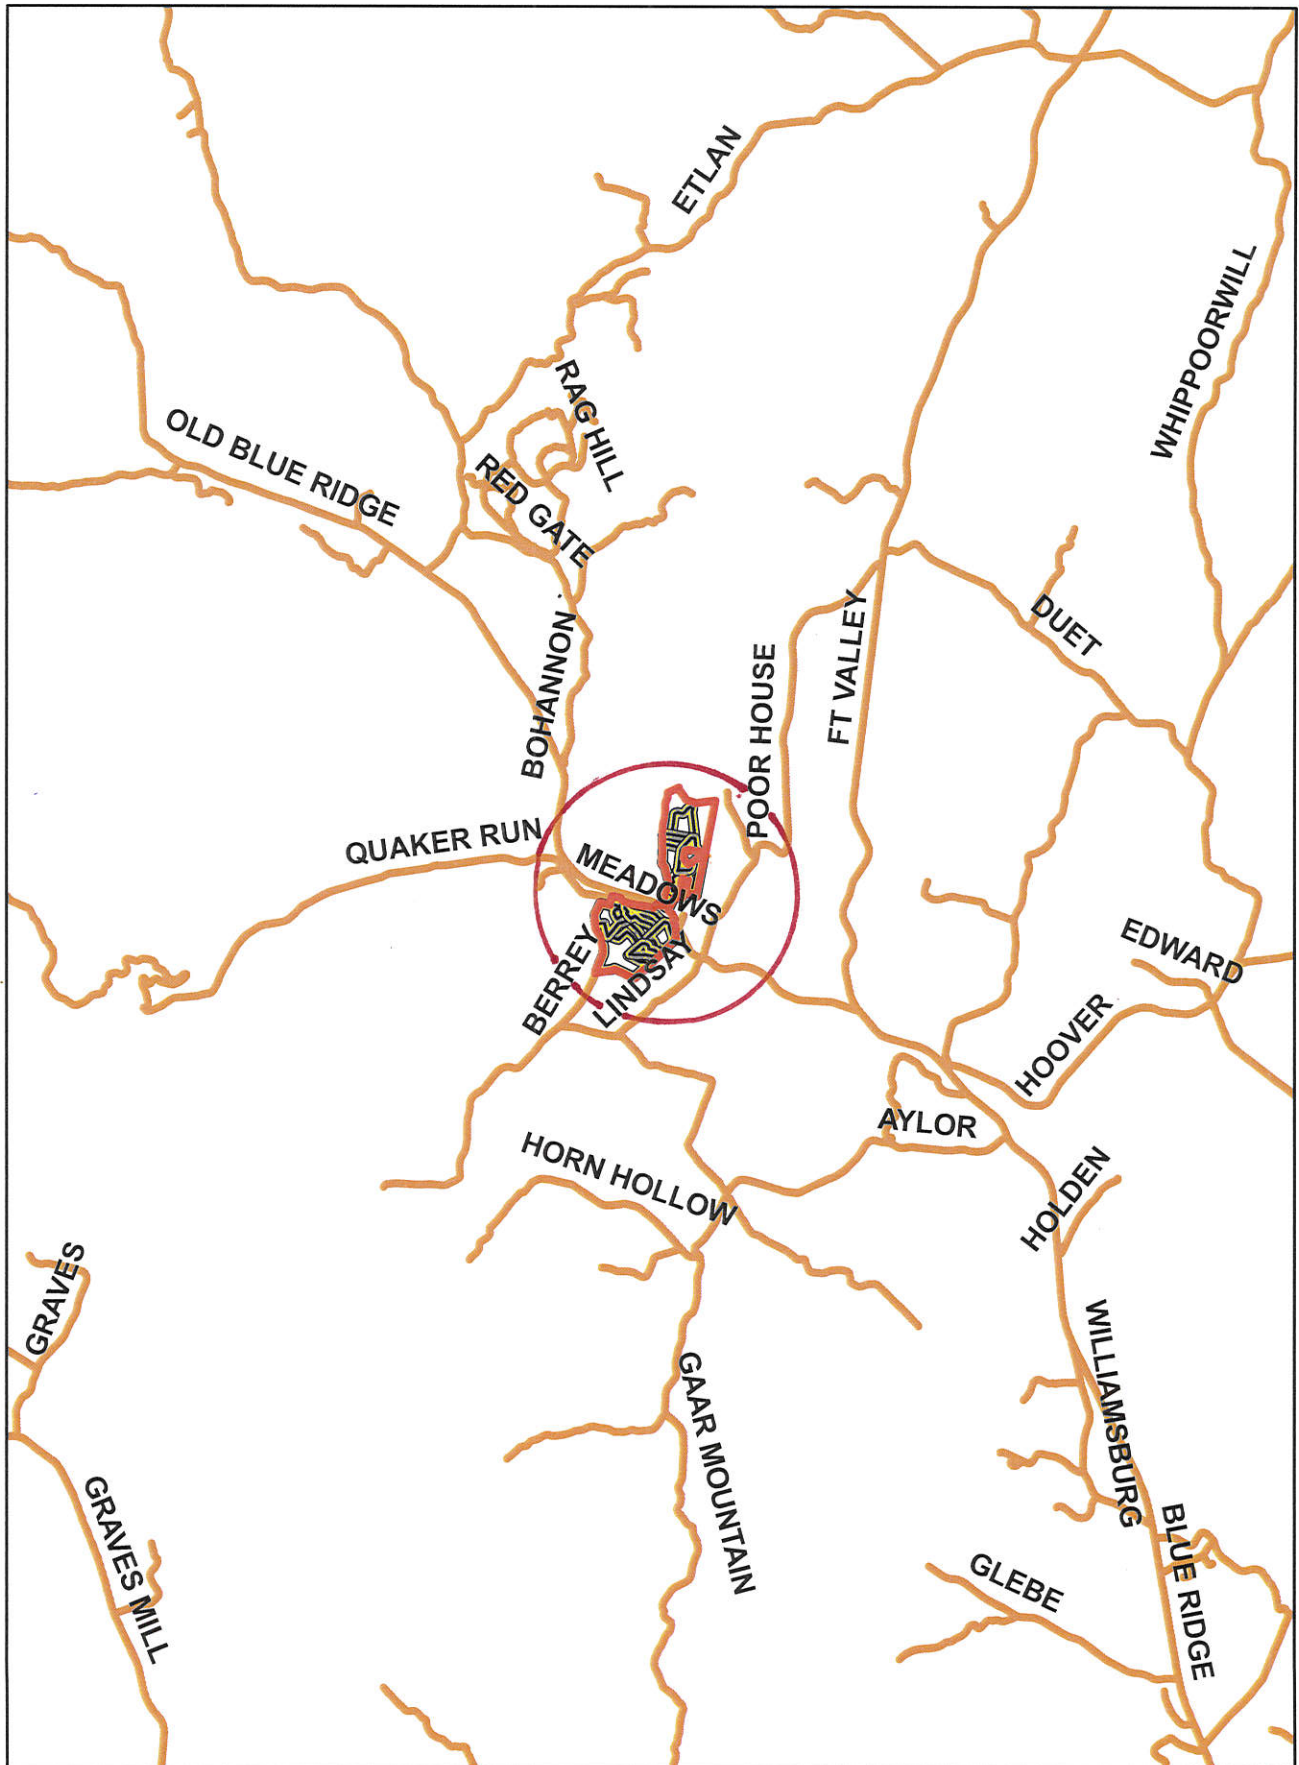 ETLAN
WHIPPOORWILL
RAG HILL
OLD BLUE RIDGE
RED GATE
DUET
BOHANNON
POOR HOUSE
FT VALLEY
QUAKER RUN
MEADOWS
BERREY
LINDSAY
EDWARD
HOOVER
AYLOR
HORN HOLLOW
HOLDEN
GRAVES
WILLIAMSBURG
GAAR MOUNTAIN
GRAVES MILL
BLUE RIDGE
GLEBE